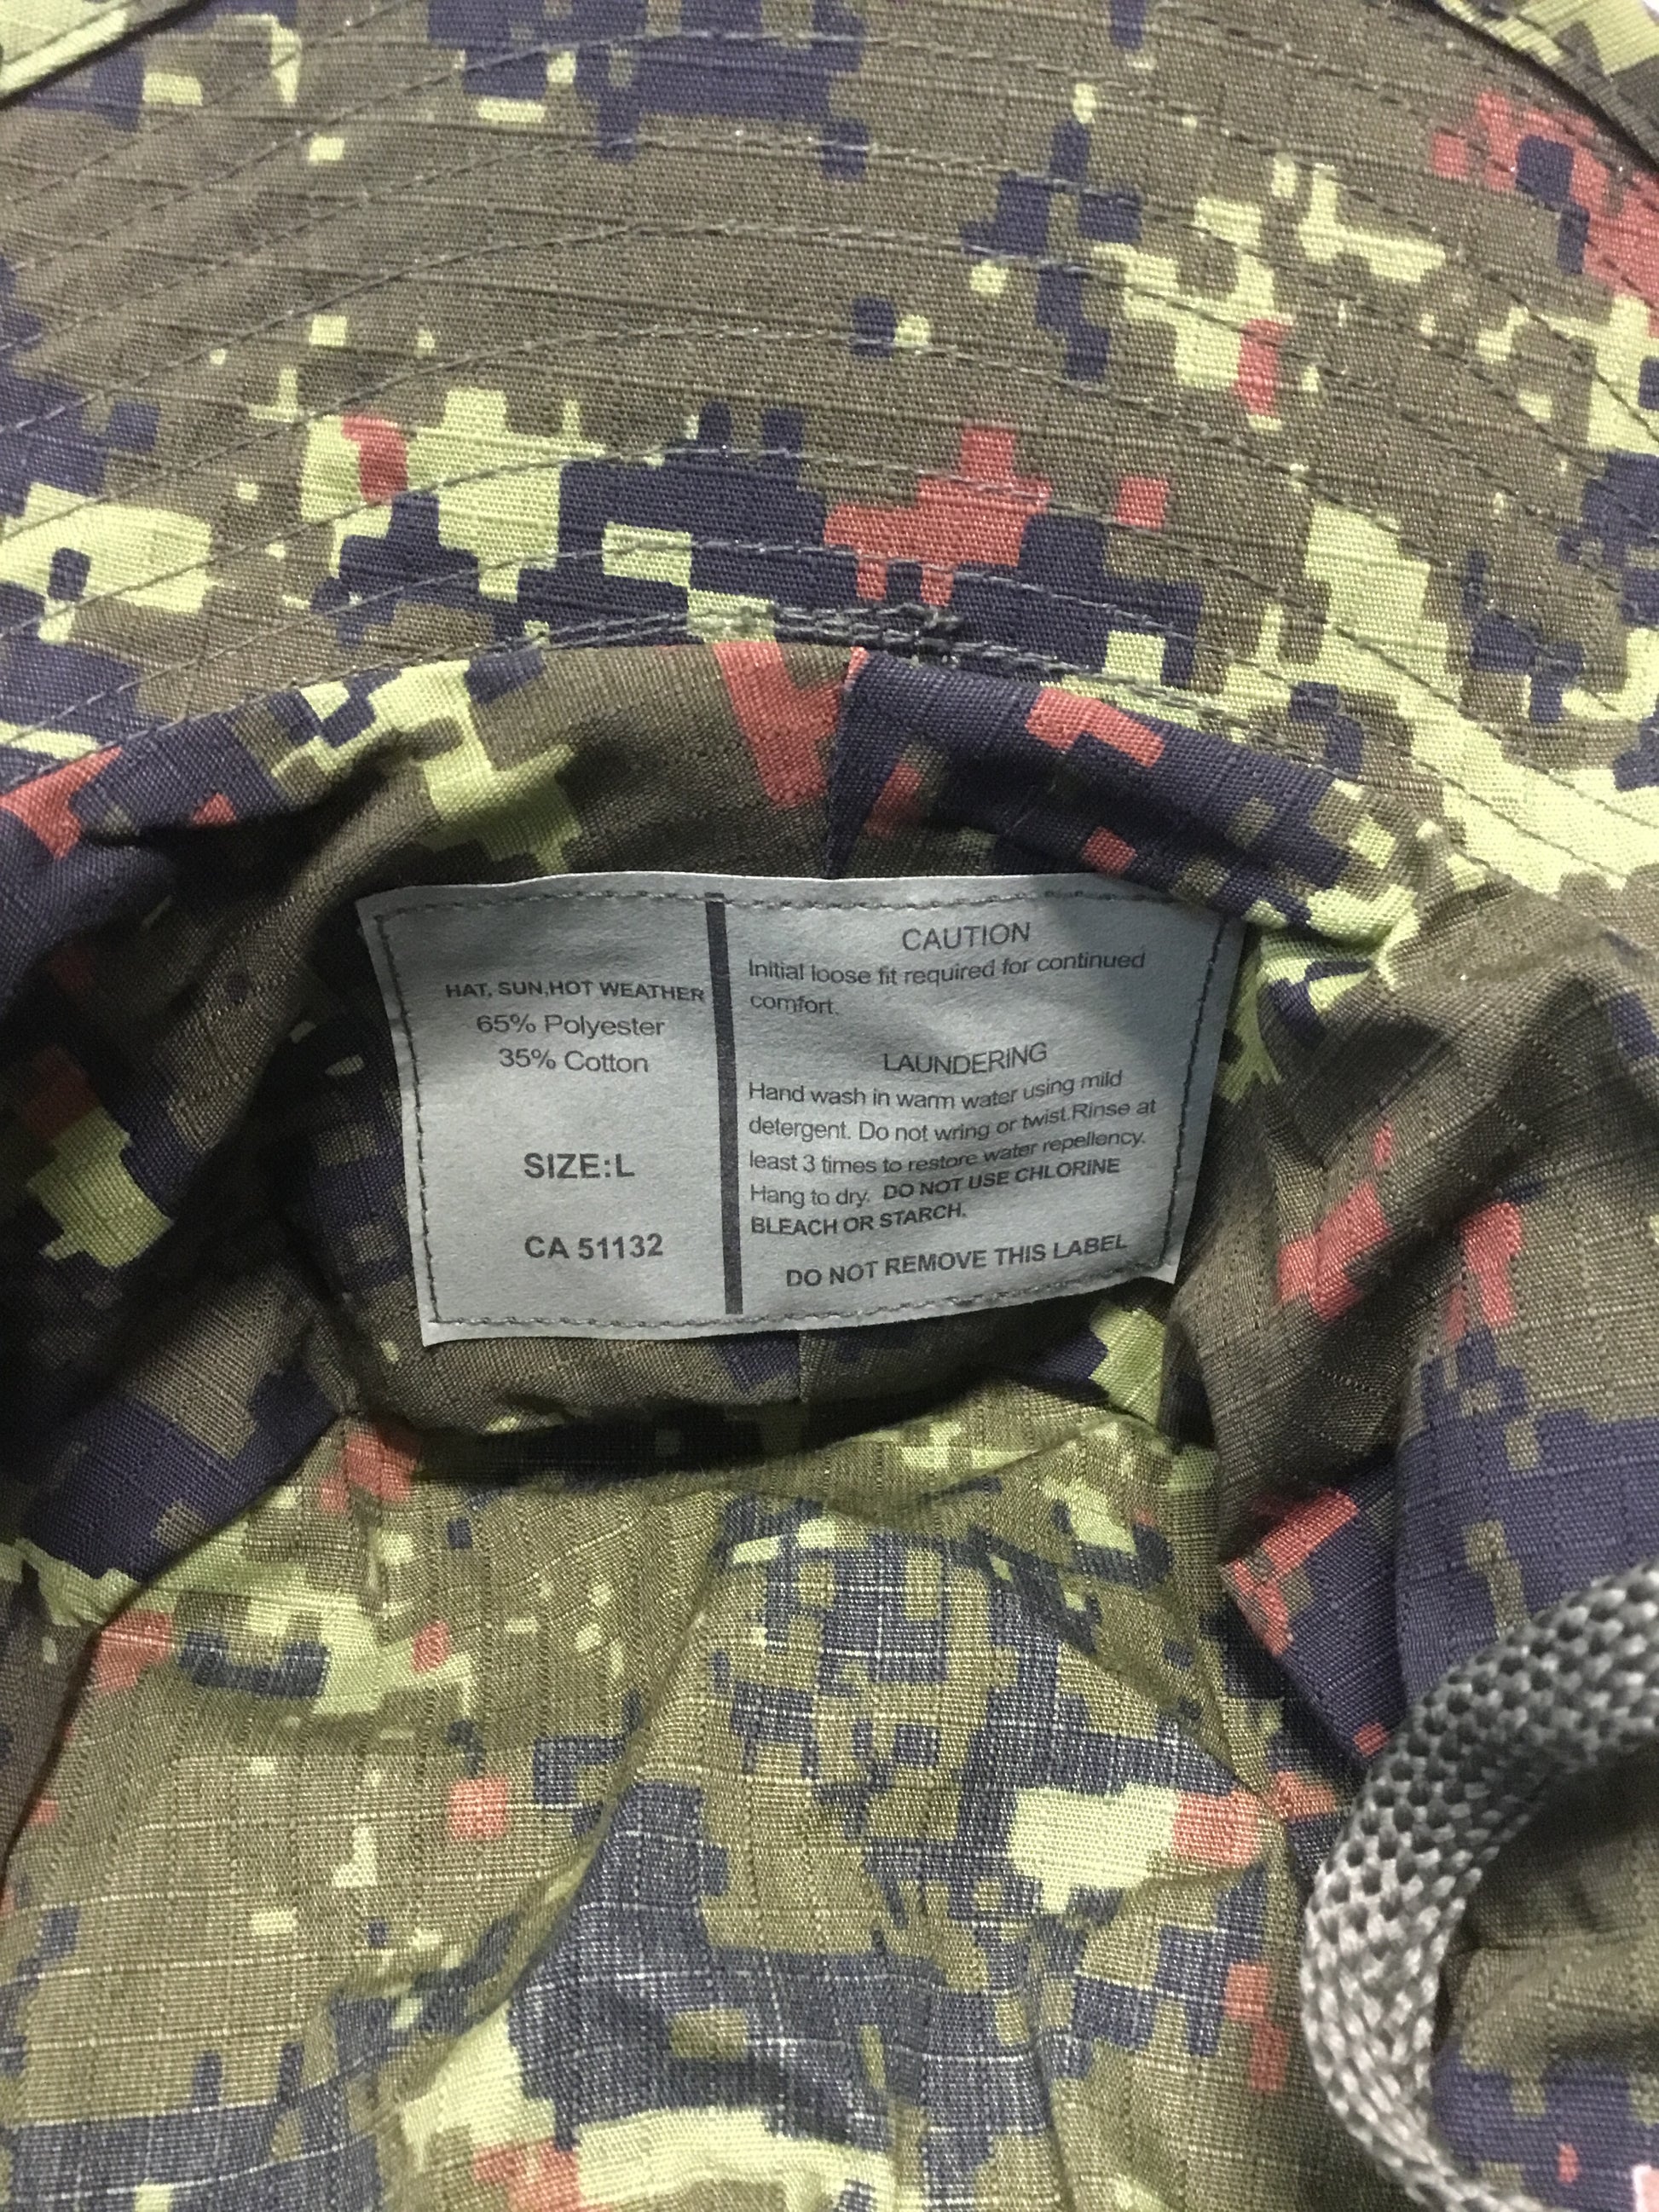 HAT, SUN,HOT WEATHER
65% Polyester
35% Cotton
SIZE:L
CA 51132
CAUTION
Initial loose fit required for continued
comfort.
LAUNDERING
Hand wash in warm water using mild
detergent. Do not wring or twist.Rinse at
least 3 times to restore water repellency.
Hang to dry. DO NOT USE CHLORINE
BLEACH OR STARCH.
DO NOT REMOVE THIS LABEL